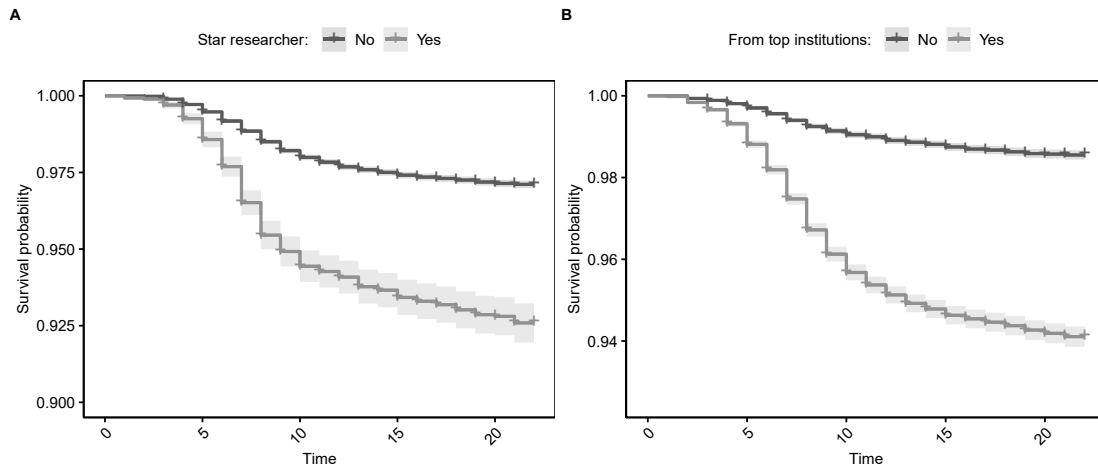 A
Star researcher: No Yes
1.000
0.975
0.950
0.925
0.900
Survival probability
0 5 10 15 20
Time
B
From top institutions: No Yes
1.00
0.98
0.96
0.94
Survival probability
0 5 10 15 20
Time